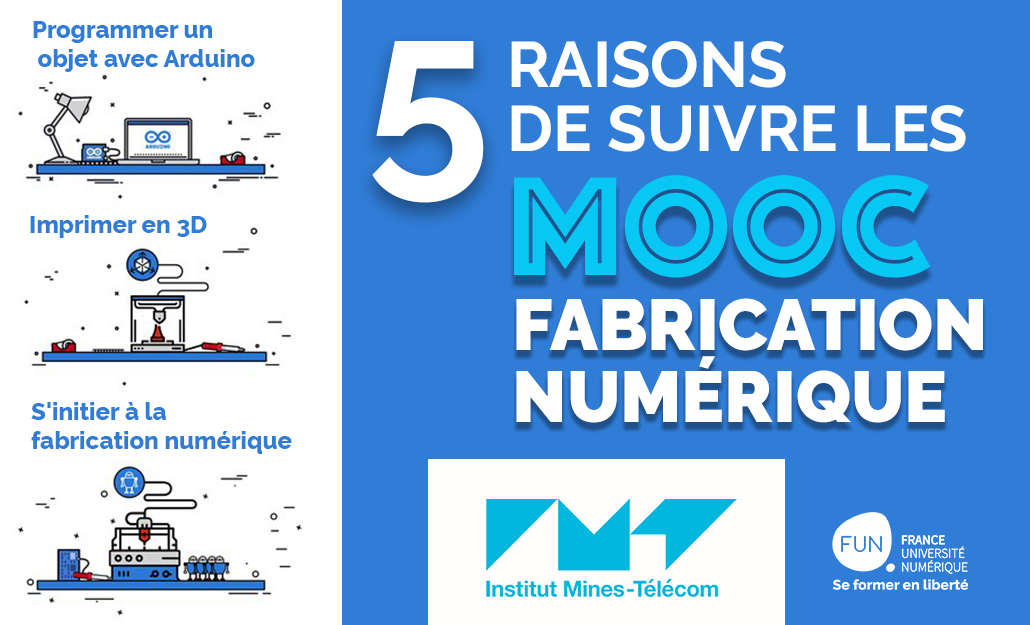 Programmer un
objet avec Arduino
ARDUINO
Imprimer en 3D
S'initier à la
fabrication numérique
5
RAISONS
DE SUIVRE LES
MOOC
FABRICATION
NUMÉRIQUE
IMT
Institut Mines-Télécom
FUN.
FRANCE
UNIVERSITÉ
NUMÉRIQUE
Se former en liberté